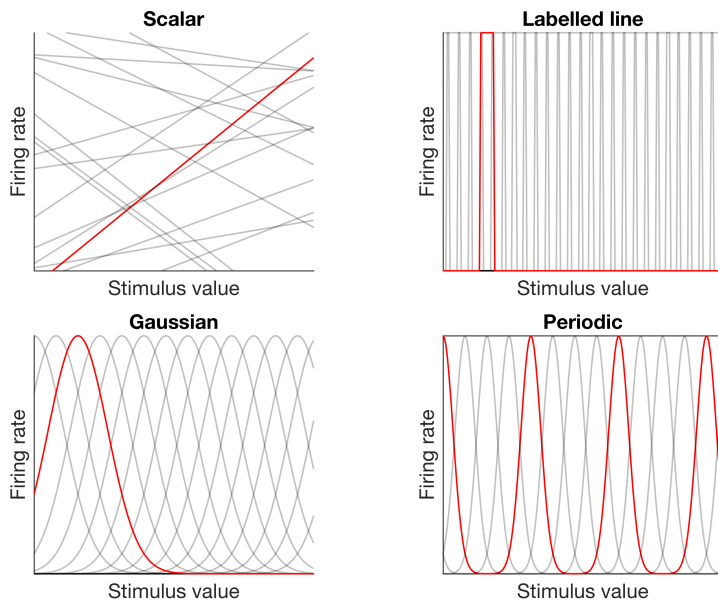 Scalar
Firing rate
Stimulus value
Labelled line
Firing rate
Stimulus value
Gaussian
Firing rate
Stimulus value
Periodic
Firing rate
Stimulus value